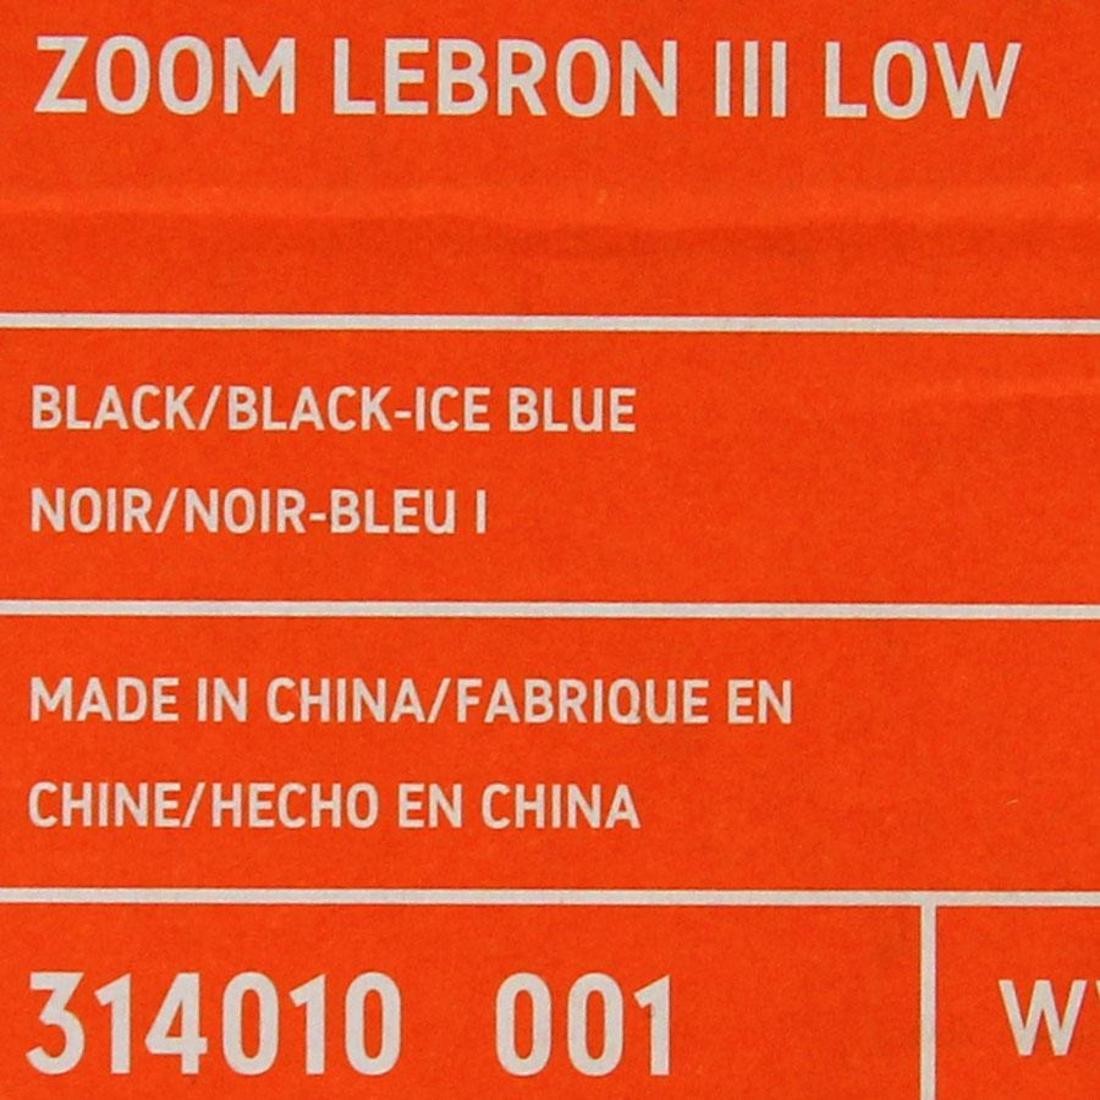 ZOOM LEBRON III LOW
BLACK/BLACK-ICE BLUE
NOIR/NOIR-BLEU I
MADE IN CHINA/FABRIQUE EN
CHINE/HECHO EN CHINA
314010 001